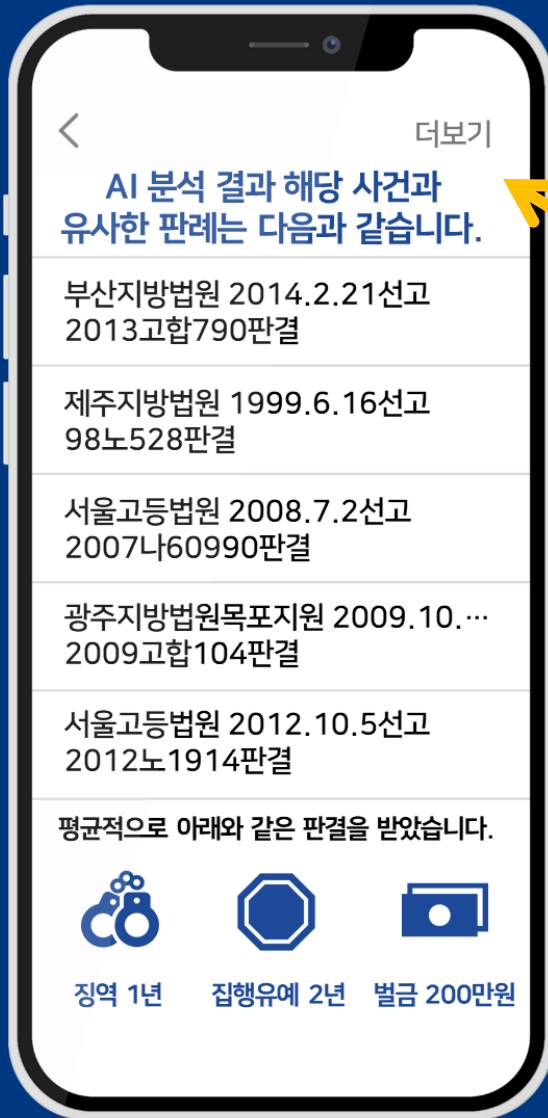 더보기
AI 분석 결과 해당 사건과
유사한 판례는 다음과 같습니다.
부산지방법원 2014.2.21선고
2013고합790판결
제주지방법원 1999.6.16선고
98노528판결
서울고등법원 2008.7.2선고
2007나60990판결
광주지방법원목포지원 2009.10.…
2009고합104판결
서울고등법원 2012.10.5선고
2012노1914판결
평균적으로 아래와 같은 판결을 받았습니다.
징역 1년 집행유예 2년 벌금 200만원